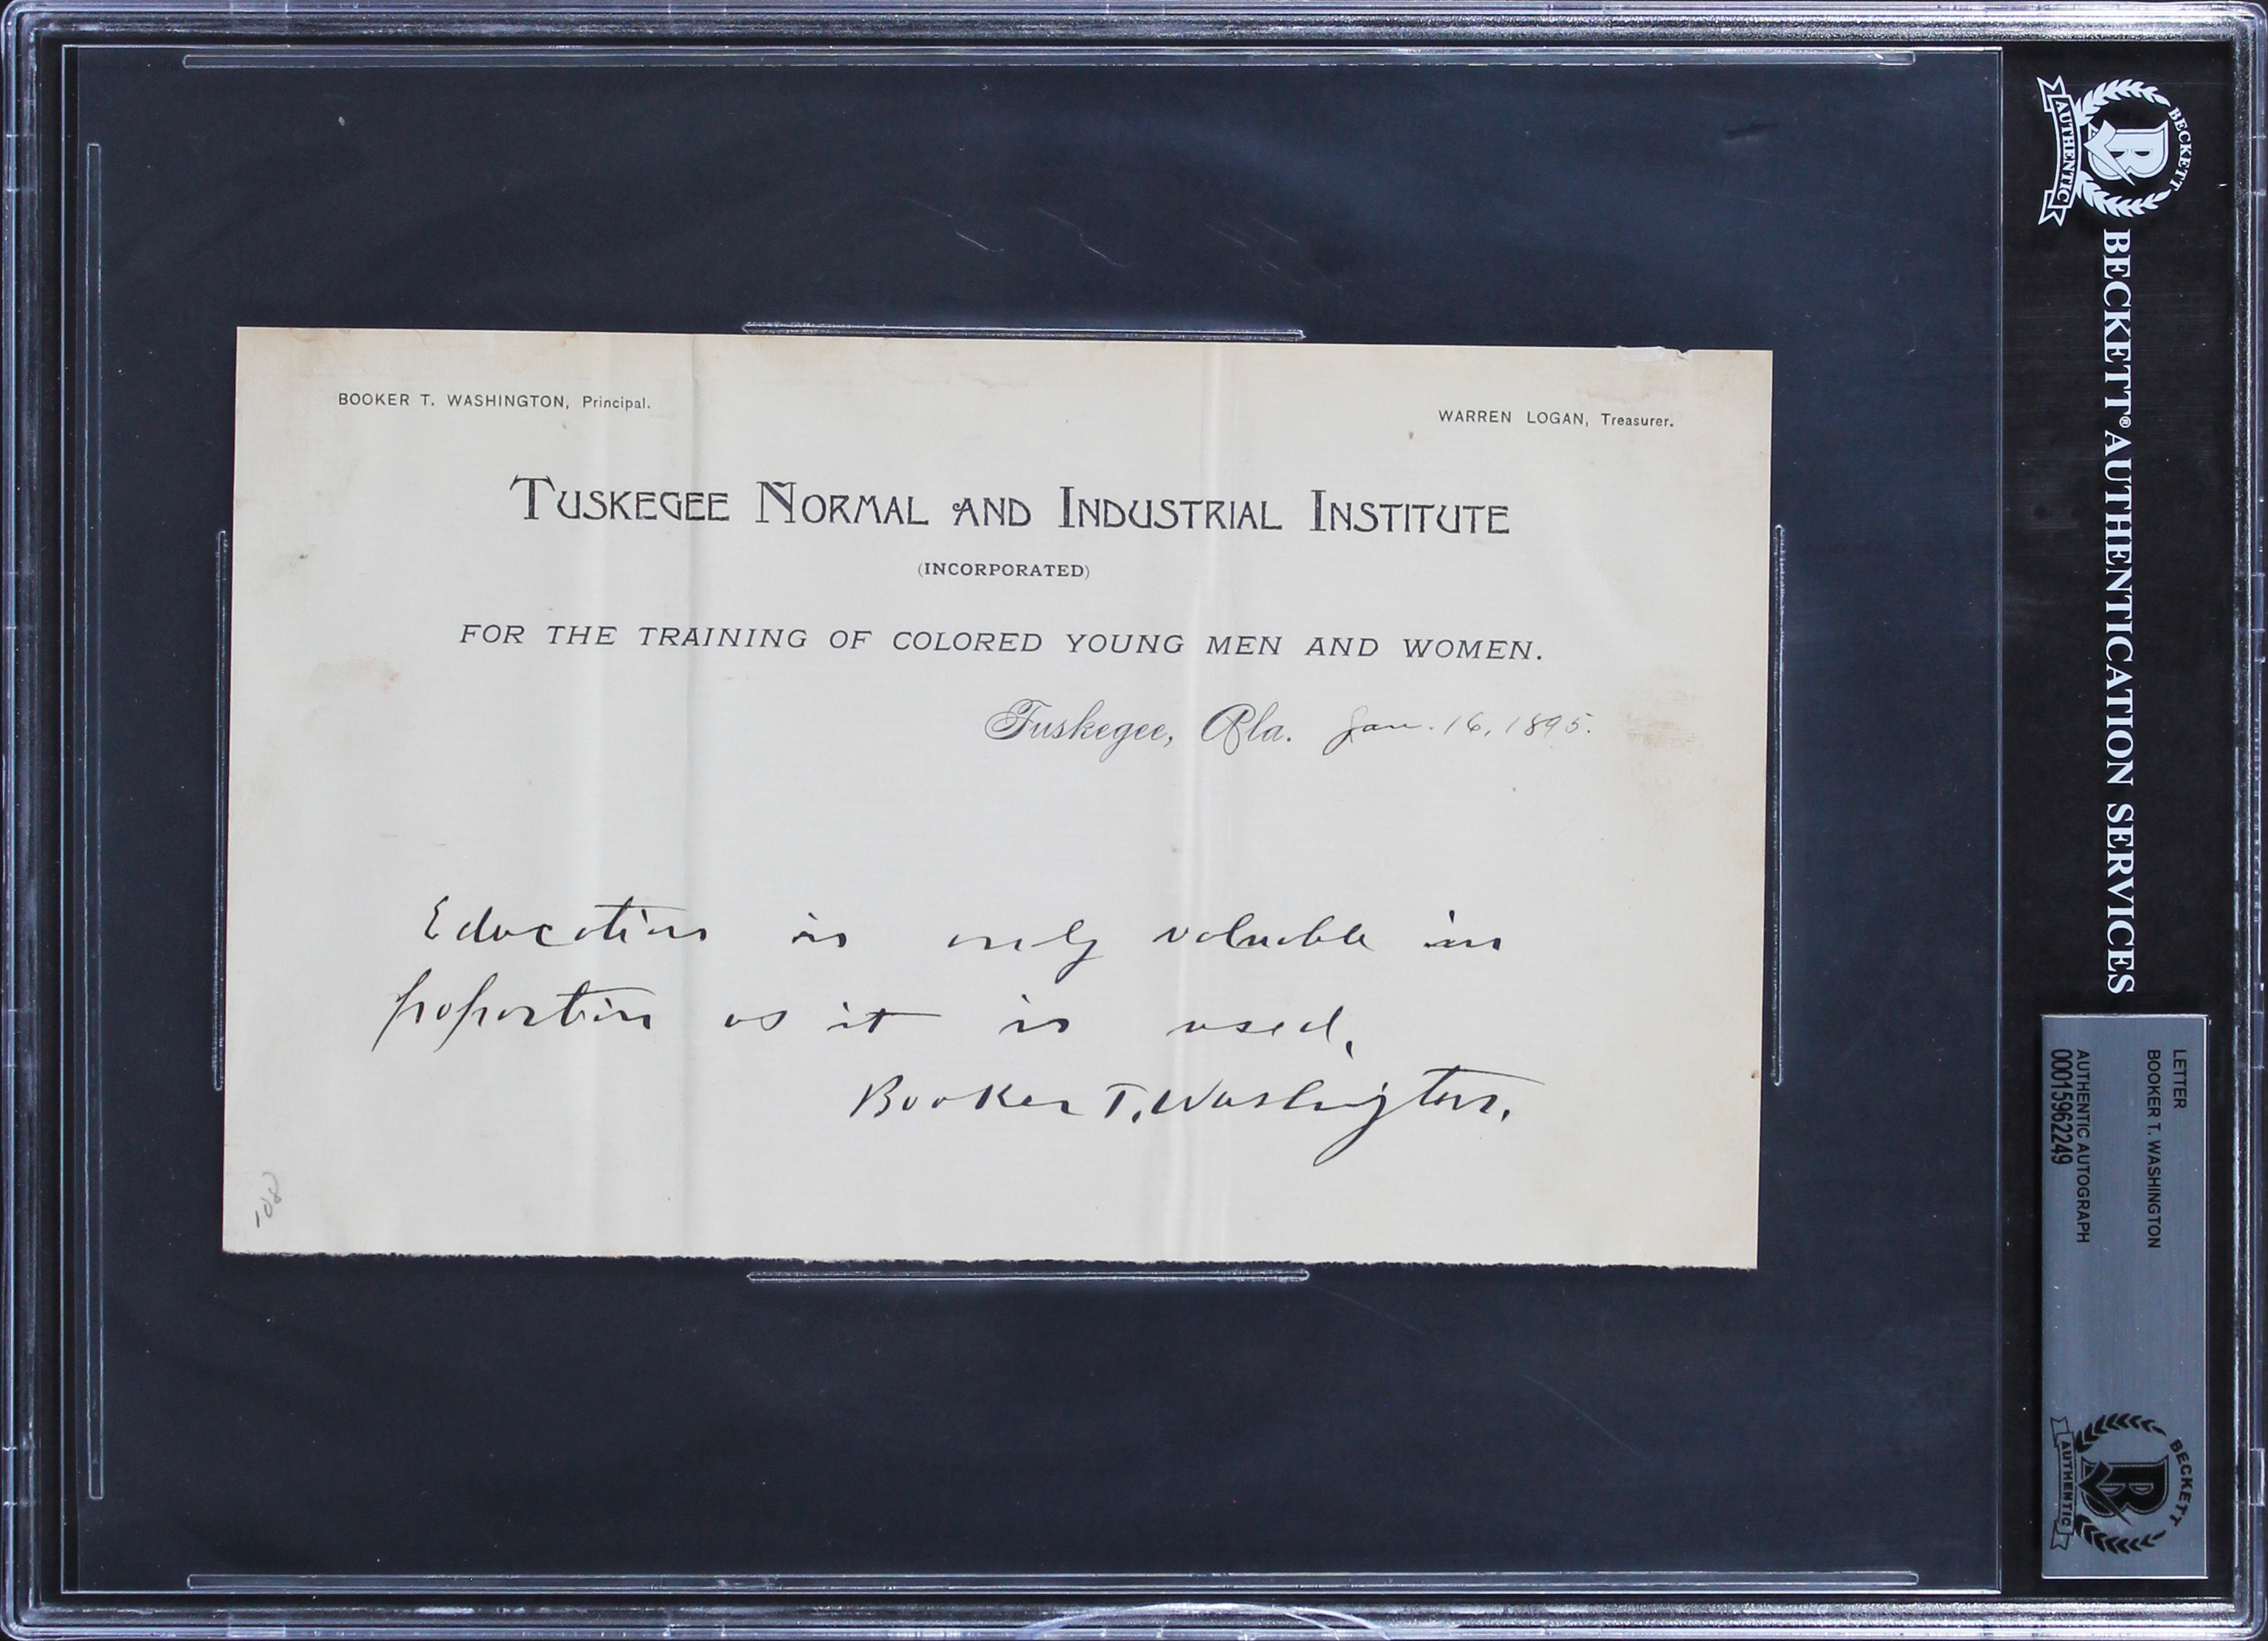 BOOKER T. WASHINGTON, Principal.
WARREN LOGAN, Treasurer.
TUSKEGEE NORMAL AND INDUSTRIAL INSTITUTE
(INCORPORATED)
FOR THE TRAINING OF COLORED YOUNG MEN AND WOMEN.
Tuskegee, Ala. Jan. 16, 1895.
Education is only valuable in
proportion as it is used.
Booker T. Washington.
BECKETT
AUTHENTIC
BECKETT® AUTHENTICATION SERVICES
LETTER
BOOKER T. WASHINGTON
AUTHENTIC AUTOGRAPH
00015962249
BECKETT
AUTHENTIC